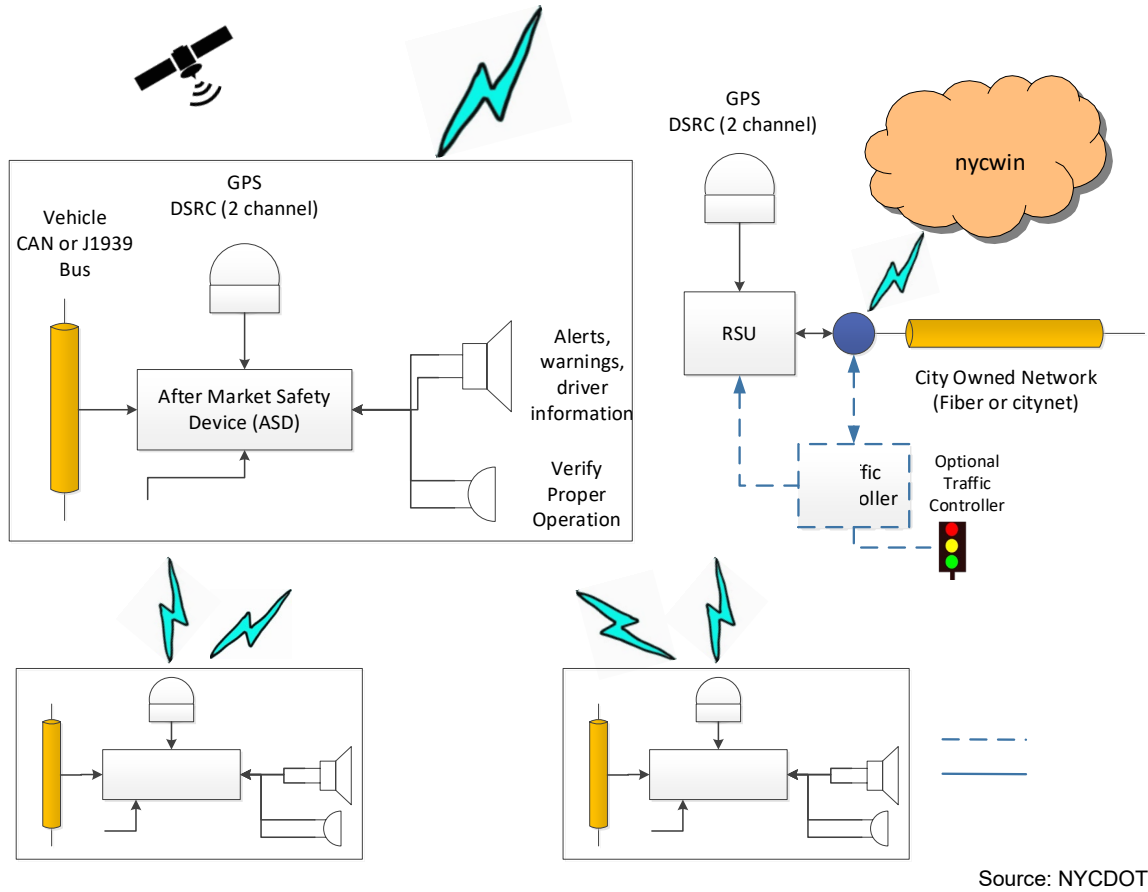 GPS
DSRC (2 channel)
Vehicle
CAN or J1939
Bus
After Market Safety
Device (ASD)
Alerts,
warnings,
driver
information
Verify
Proper
Operation
GPS
DSRC (2 channel)
nycwin
RSU
City Owned Network
(Fiber or citynet)
fic
oller
Optional
Traffic
Controller
Source: NYCDOT